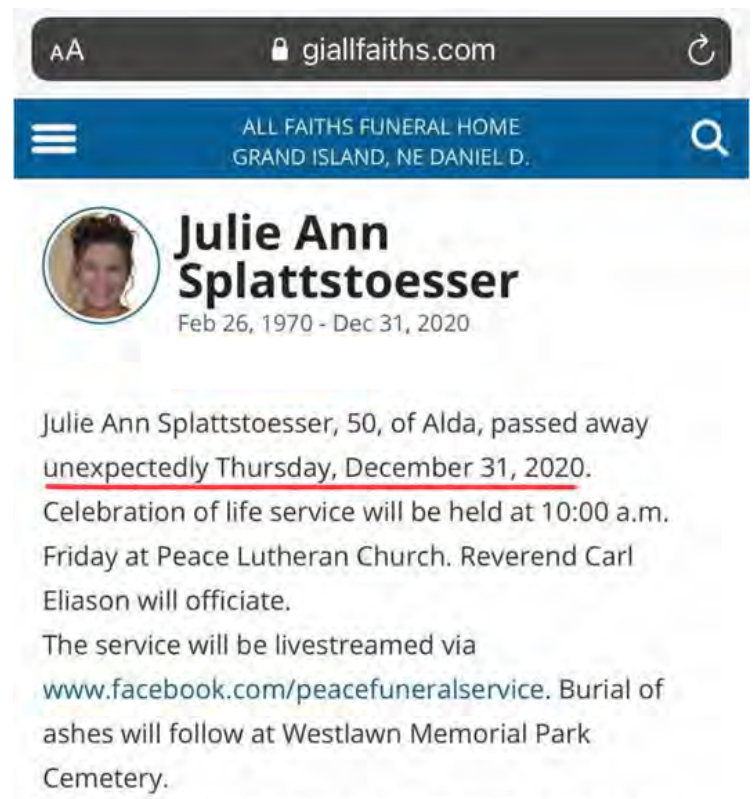 AA giallfaiths.com
ALL FAITHS FUNERAL HOME
GRAND ISLAND, NE DANIEL D.
Julie Ann
Splattstoesser
Feb 26, 1970 - Dec 31, 2020
Julie Ann Splattstoesser, 50, of Alda, passed away
unexpectedly Thursday, December 31, 2020.
Celebration of life service will be held at 10:00 a.m.
Friday at Peace Lutheran Church. Reverend Carl
Eliason will officiate.
The service will be livestreamed via
www.facebook.com/peacefuneralservice. Burial of
ashes will follow at Westlawn Memorial Park
Cemetery.